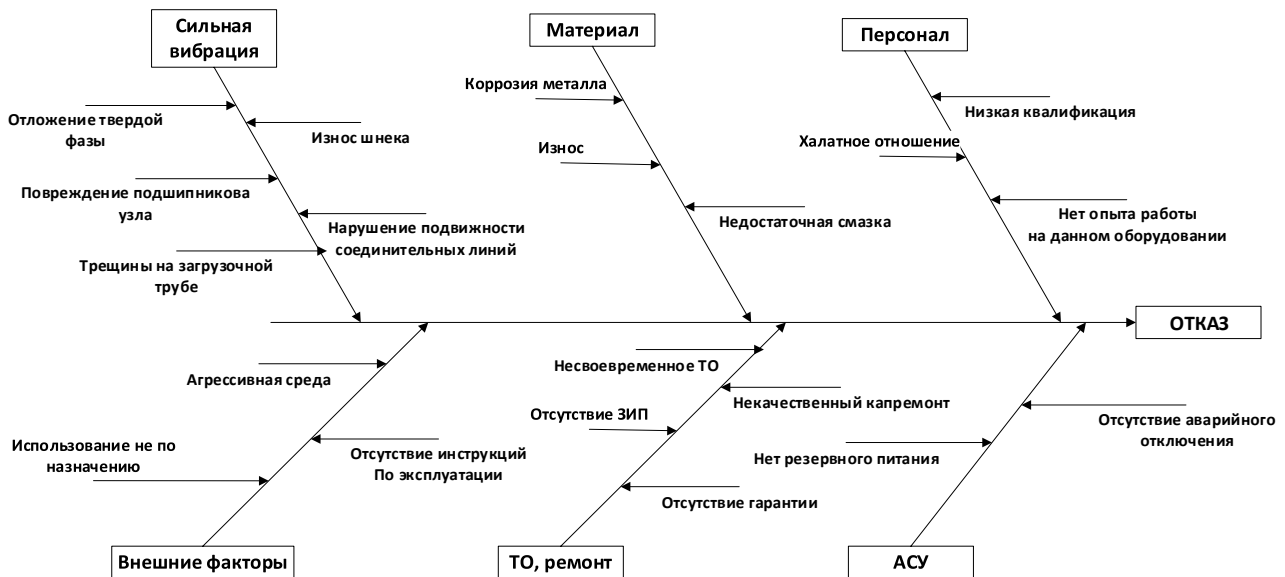 Сильная
вибрация
Материал
Персонал
Коррозия металла
Низкая квалификация
Отложение твердой
фазы
Износ шнека
Износ
Халатное отношение
Повреждение подшипникова
узла
Нарушение подвижности
соединительных линий
Недостаточная смазка
Нет опыта работы
на данном оборудовании
Трещины на загрузочной
трубе
ОТКАЗ
Агрессивная среда
Несвоевременное ТО
Некачественный капремонт
Отсутствие ЗИП
Отсутствие аварийного
отключения
Использование не по
назначению
Отсутствие инструкций
По эксплуатации
Нет резервного питания
Отсутствие гарантии
Внешние факторы
ТО, ремонт
АСУ